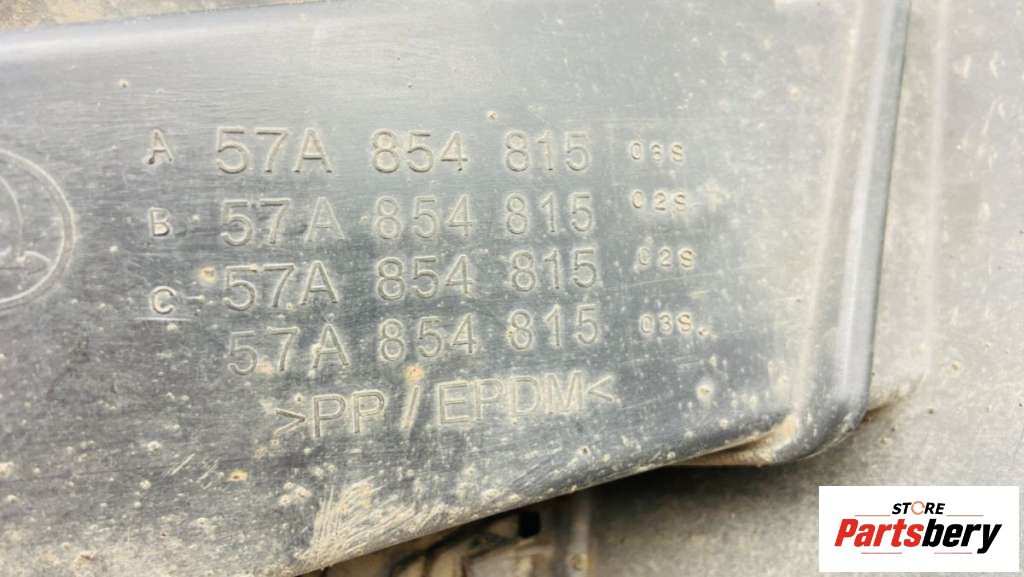 A 57A 854 815 06S
B 57A 854 815 02S
C 57A 854 815 02S
57A 854 815 03S
>PP/EPDM<
STORE
Partsbery